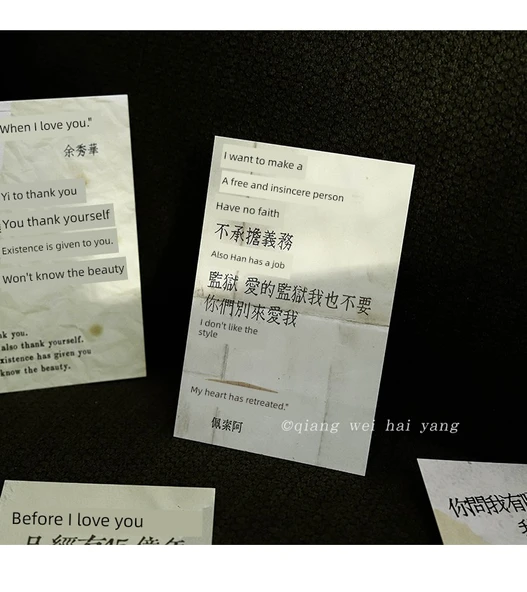 When I love you."
余秀華
Yi to thank you
You thank yourself
Existence is given to you.
Won't know the beauty
k you.
also thank yourself.
xistence has given you
know the beauty.
I want to make a
A free and insincere person
Have no faith
不承擔義務
Also Han has a job
監獄 愛的監獄我也不要
你們別來愛我
I don't like the
style
My heart has retreated."
佩索阿
©qiang wei hai yang
Before I love you
你問我有